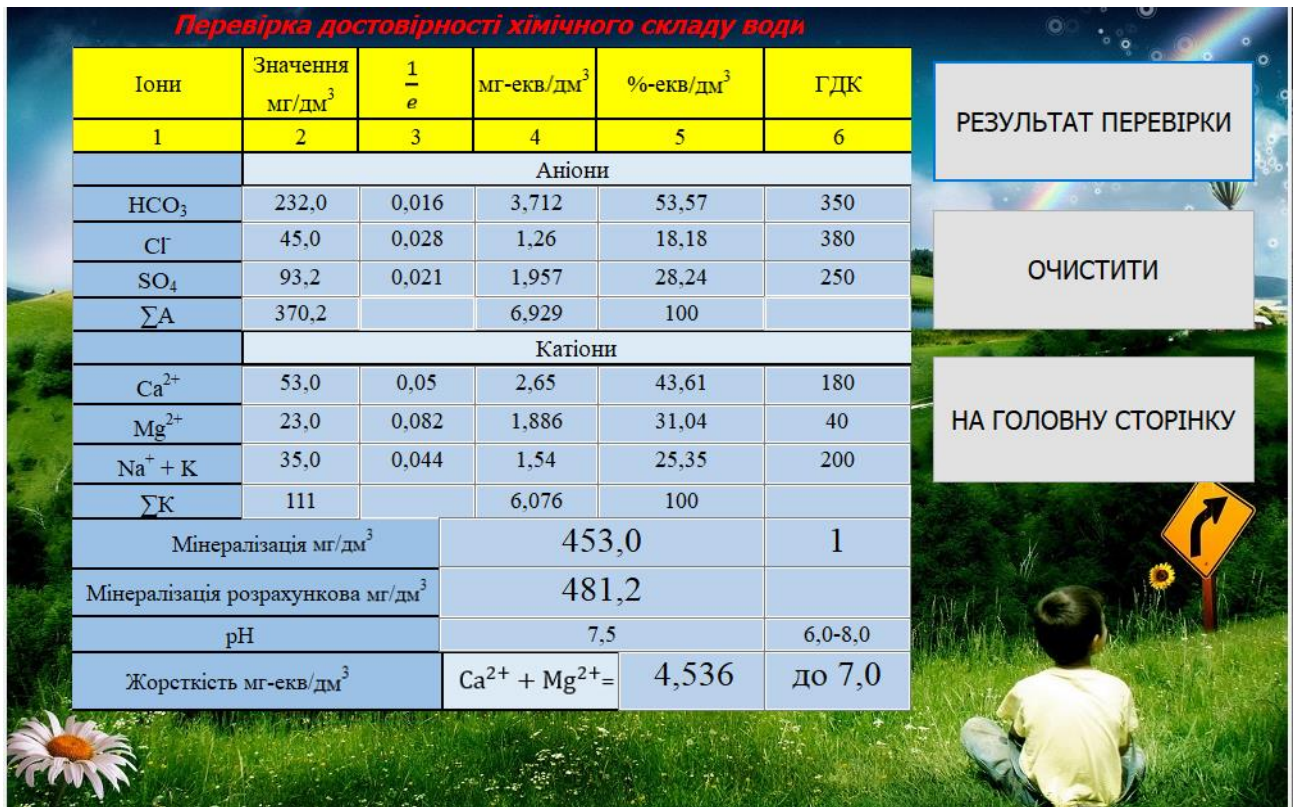 Перевірка достовірності хімічного складу води
Іони Значення мг/дм³ 1/e мг-екв/дм³ %-екв/дм³ ГДК
1 2 3 4 5 6
Аніони
HCO₃ 232,0 0,016 3,712 53,57 350
Cl⁻ 45,0 0,028 1,26 18,18 380
SO₄ 93,2 0,021 1,957 28,24 250
∑А 370,2 6,929 100
Катіони
Ca²⁺ 53,0 0,05 2,65 43,61 180
Mg²⁺ 23,0 0,082 1,886 31,04 40
Na⁺ + K 35,0 0,044 1,54 25,35 200
∑К 111 6,076 100
Мінералізація мг/дм³ 453,0 1
Мінералізація розрахункова мг/дм³ 481,2
pH 7,5 6,0-8,0
Жорсткість мг-екв/дм³ Ca²⁺ + Mg²⁺= 4,536 до 7,0
РЕЗУЛЬТАТ ПЕРЕВІРКИ
ОЧИСТИТИ
НА ГОЛОВНУ СТОРІНКУ